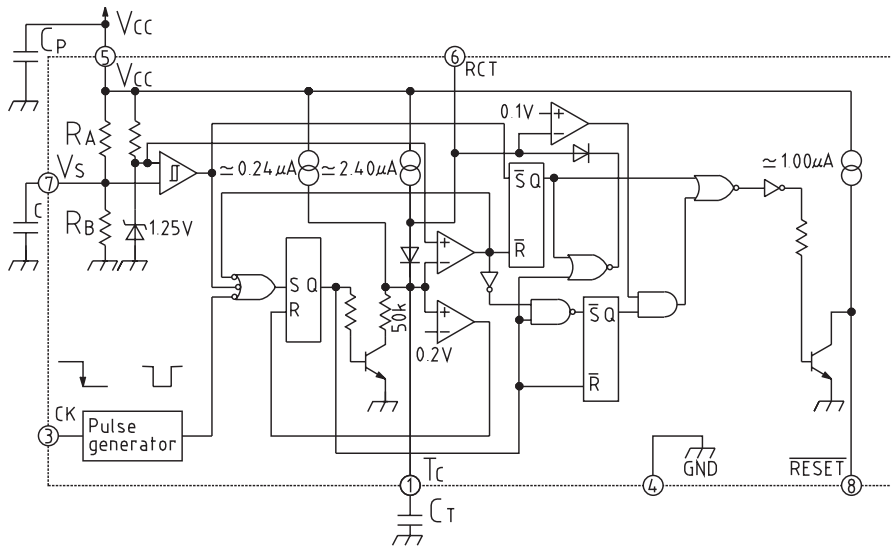 VCC
CP
5
VCC
6
RCT
0.1V
RA
VS
7
≃0.24μA
≃2.40μA
S̅ Q
R̅
≃100μA
C
RB
1.25V
S Q
R
50k
S̅ Q
R̅
0.2V
CK
3
Pulse
generator
TC
1
CT
4
GND
R̅E̅S̅E̅T̅
8